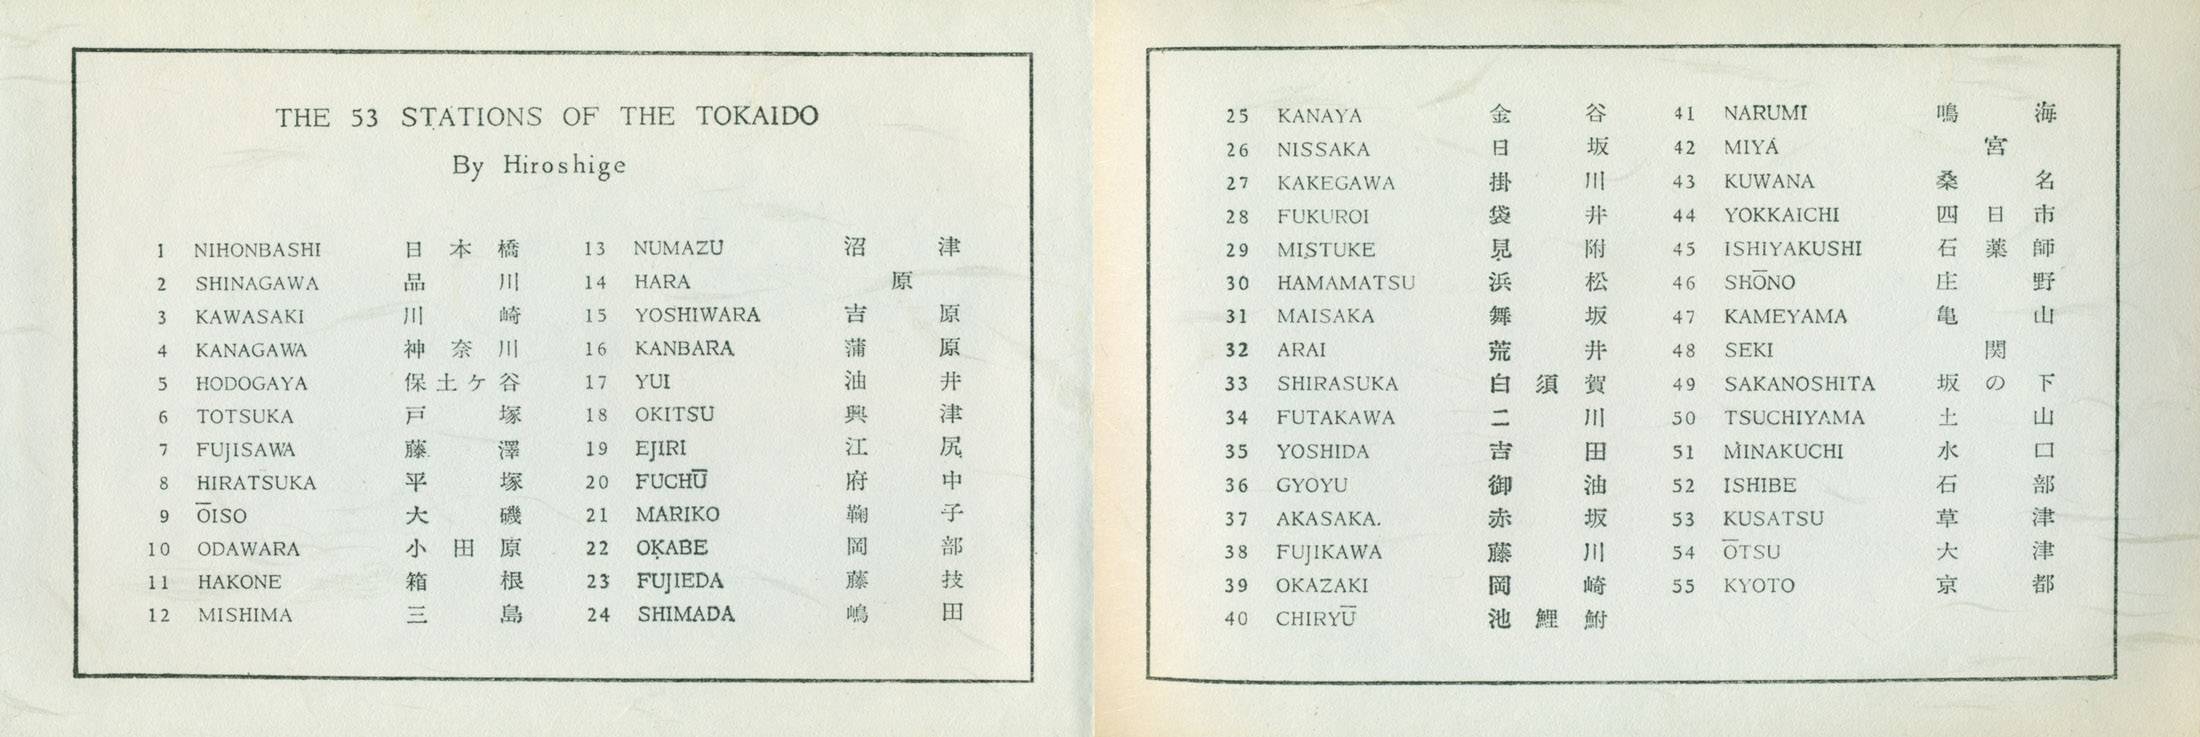 THE 53 STATIONS OF THE TOKAIDO
By Hiroshige
1 NIHONBASHI 日本橋
2 SHINAGAWA 品川
3 KAWASAKI 川崎
4 KANAGAWA 神奈川
5 HODOGAYA 保土ケ谷
6 TOTSUKA 戸塚
7 FUJISAWA 藤澤
8 HIRATSUKA 平塚
9 ŌISO 大磯
10 ODAWARA 小田原
11 HAKONE 箱根
12 MISHIMA 三島
13 NUMAZU 沼津
14 HARA 原
15 YOSHIWARA 吉原
16 KANBARA 蒲原
17 YUI 油井
18 OKITSU 興津
19 EJIRI 江尻
20 FUCHŪ 府中
21 MARIKO 鞠子
22 OKABE 岡部
23 FUJIEDA 藤技
24 SHIMADA 嶋田
25 KANAYA 金谷
26 NISSAKA 日坂
27 KAKEGAWA 掛川
28 FUKUROI 袋井
29 MISTUKE 見附
30 HAMAMATSU 浜松
31 MAISAKA 舞坂
32 ARAI 荒井
33 SHIRASUKA 白須賀
34 FUTAKAWA 二川
35 YOSHIDA 吉田
36 GYOYU 御油
37 AKASAKA. 赤坂
38 FUJIKAWA 藤川
39 OKAZAKI 岡崎
40 CHIRYŪ 池鯉鮒
41 NARUMI 鳴海
42 MIYA 宮
43 KUWANA 桑名
44 YOKKAICHI 四日市
45 ISHIYAKUSHI 石薬師
46 SHŌNO 庄野
47 KAMEYAMA 亀山
48 SEKI 関
49 SAKANOSHITA 坂の下
50 TSUCHIYAMA 土山
51 MINAKUCHI 水口
52 ISHIBE 石部
53 KUSATSU 草津
54 ŌTSU 大津
55 KYOTO 京都